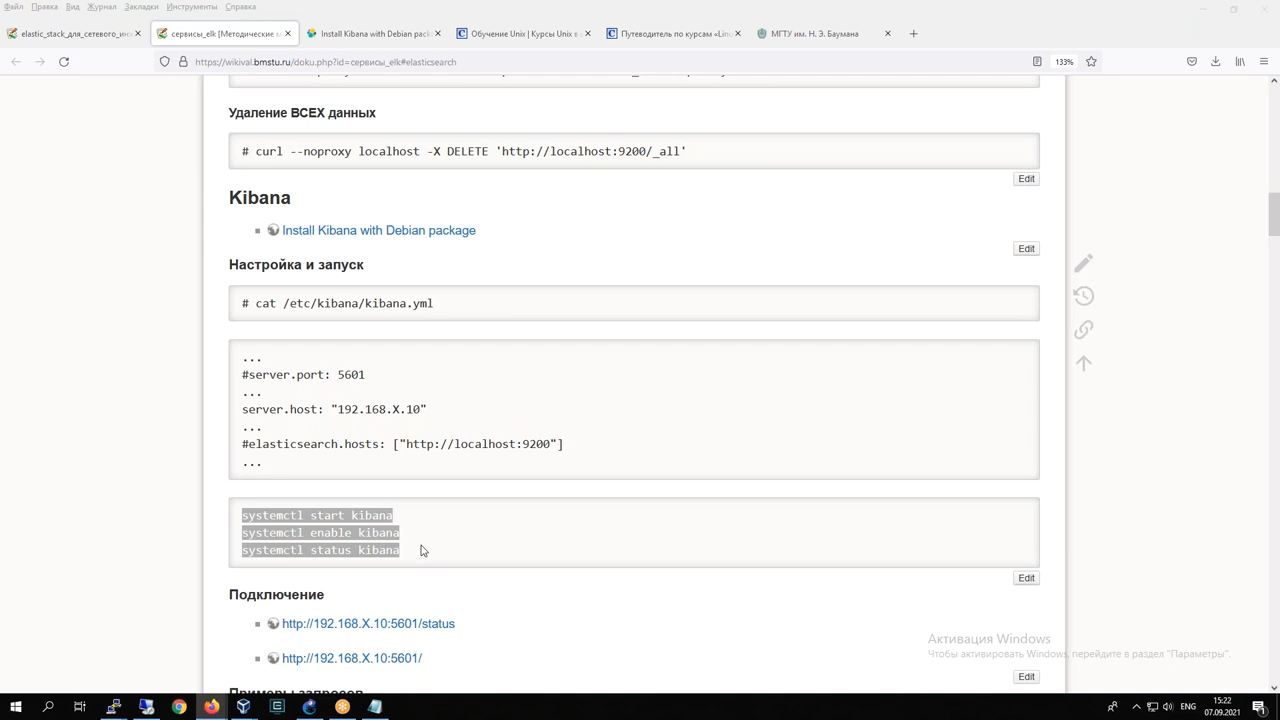 Файл Правка Вид Журнал Закладки Инструменты Справка
elastic_stack_для_сетевого_ин сервисы_elk [Методические м Install Kibana with Debian pack Обучение Unix | Курсы Unix в Путеводитель по курсам «Linu МГТУ им. Н. Э. Баумана
https://wikival.bmstu.ru/doku.php?id=сервисы_elk#elasticsearch 133%
Удаление ВСЕХ данных
# curl --noproxy localhost -X DELETE 'http://localhost:9200/_all'
Edit
Kibana
Install Kibana with Debian package
Edit
Настройка и запуск
# cat /etc/kibana/kibana.yml
...
#server.port: 5601
...
server.host: "192.168.X.10"
...
#elasticsearch.hosts: ["http://localhost:9200"]
...
systemctl start kibana
systemctl enable kibana
systemctl status kibana
Edit
Подключение
http://192.168.X.10:5601/status
http://192.168.X.10:5601/
Активация Windows
Чтобы активировать Windows, перейдите в раздел "Параметры".
Edit
Примеры запросов
ENG
15:22
07.09.2021